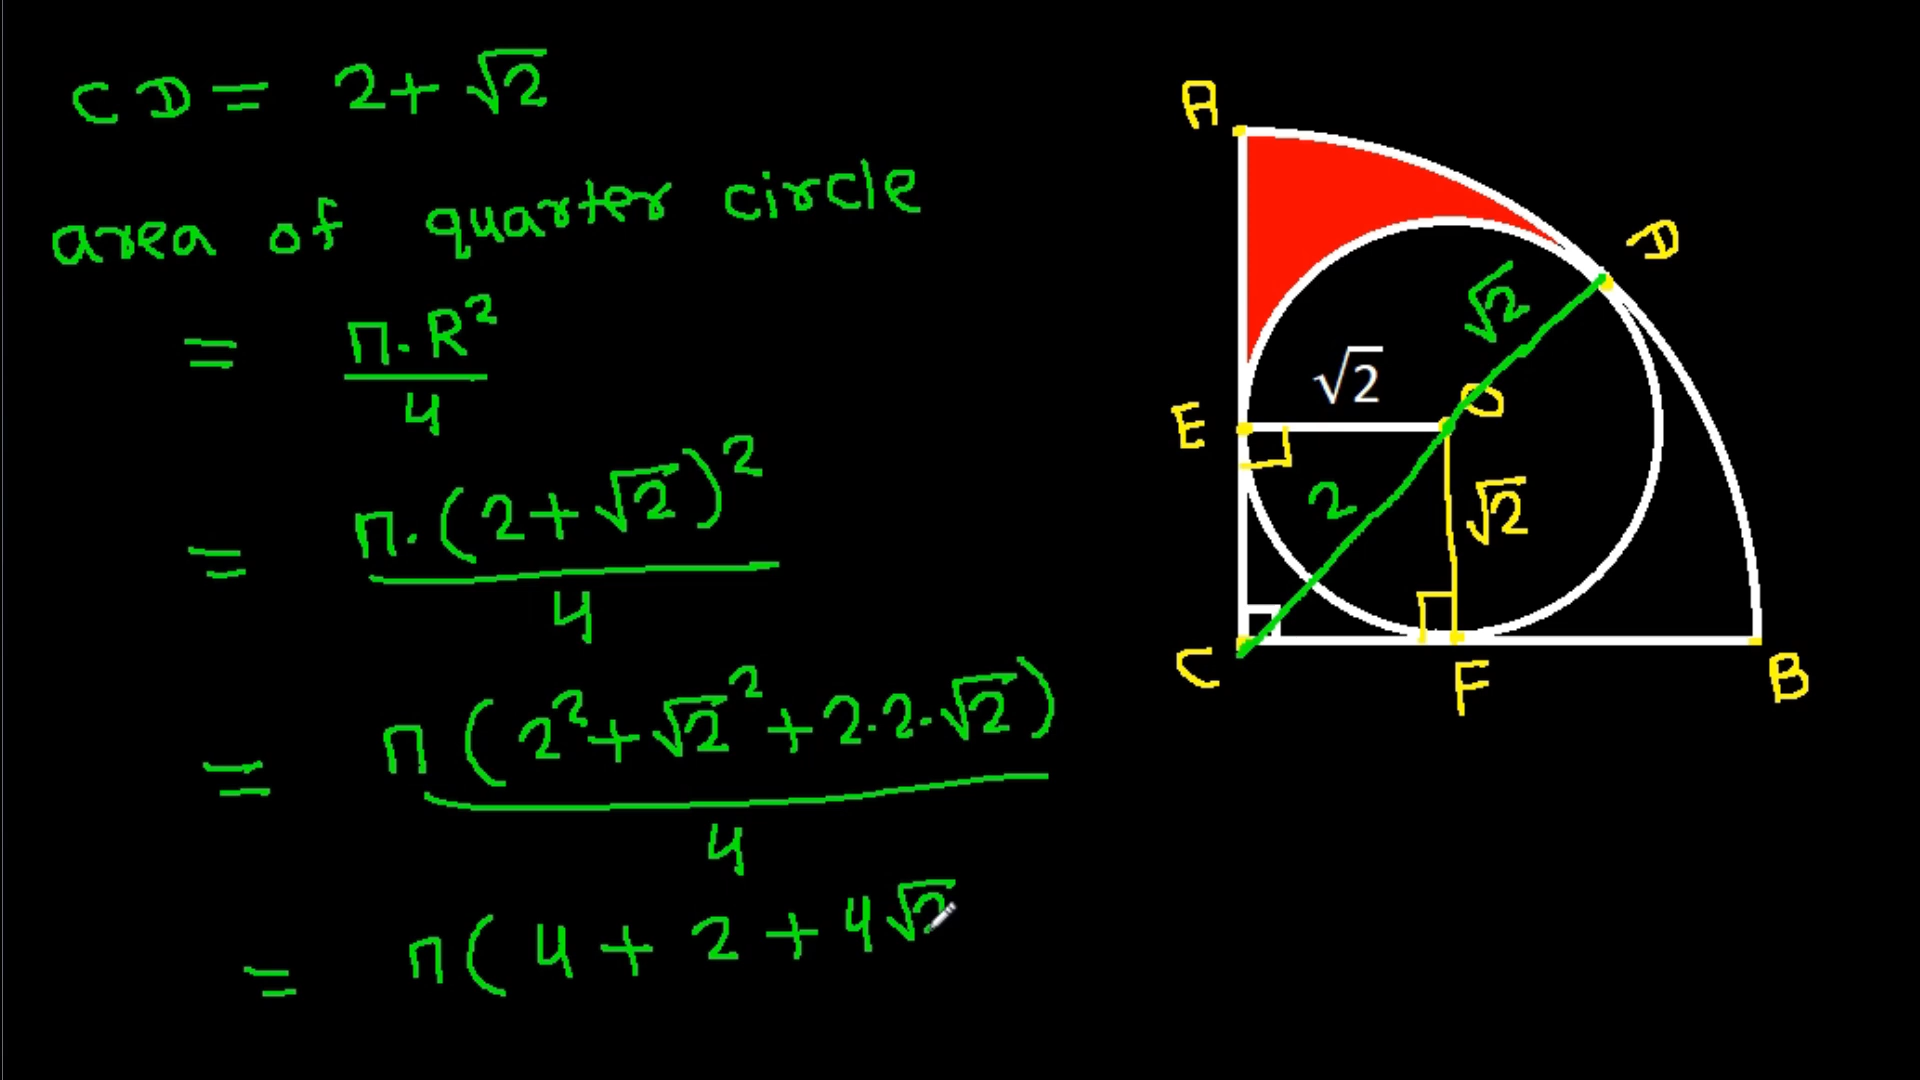 CD = 2 + √2
area of quarter circle
= π · R² / 4
= π · (2 + √2)² / 4
= π (2² + √2² + 2 · 2 · √2) / 4
= π ( 4 + 2 + 4√2
A
D
√2
√2
O
E
2
√2
C
F
B